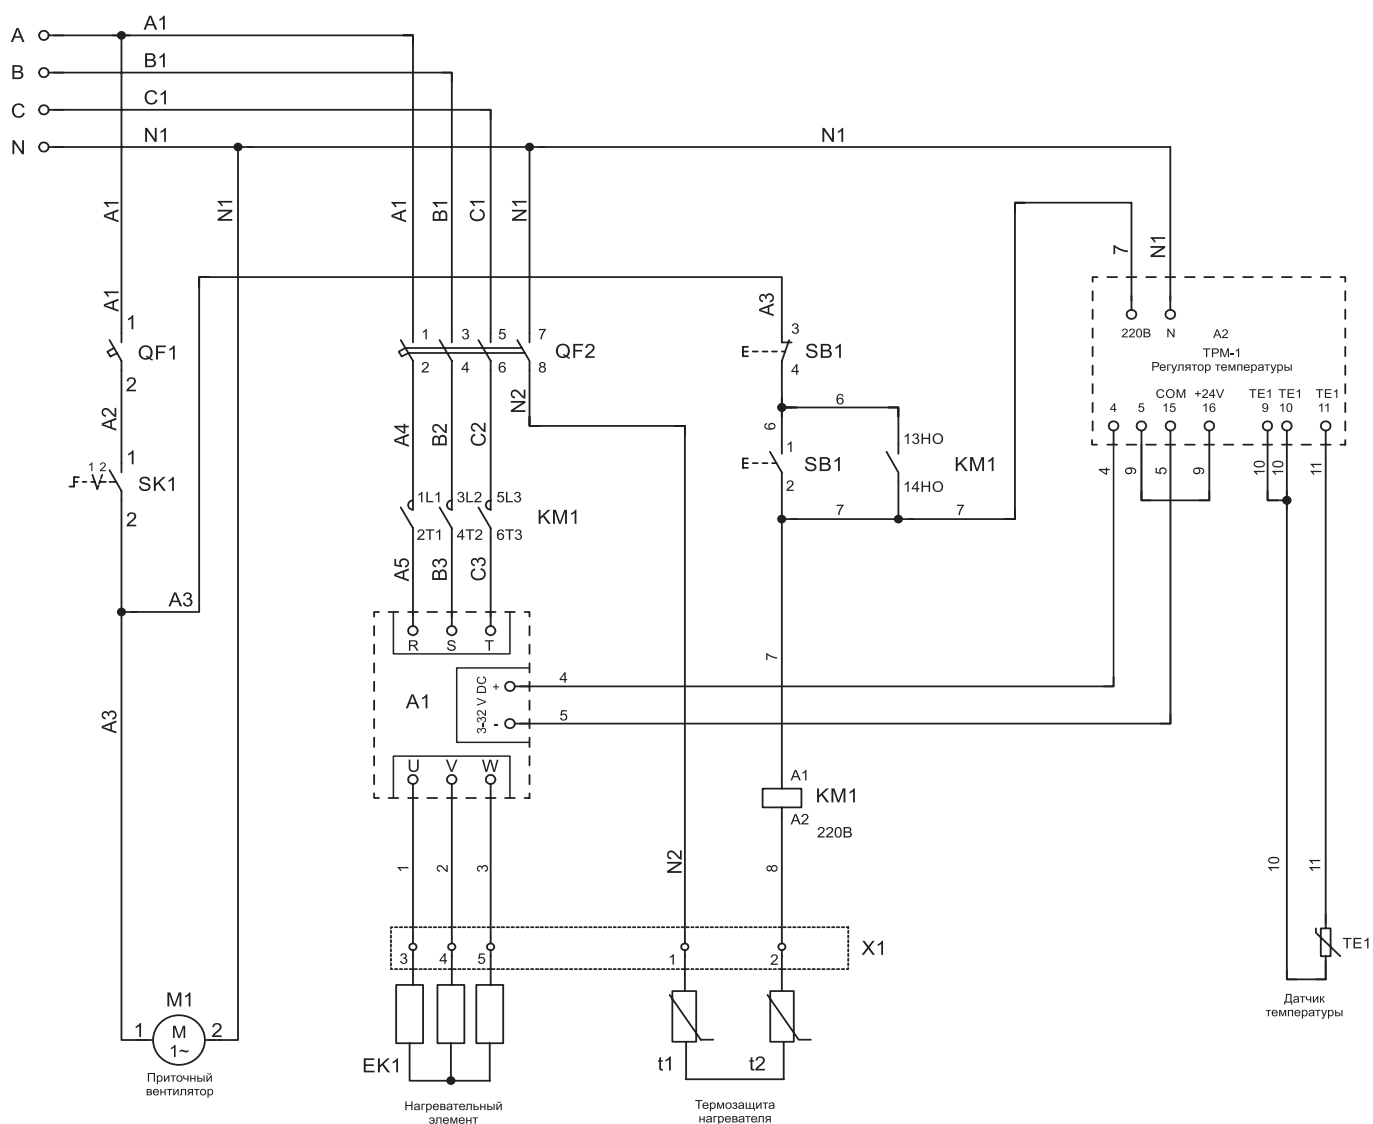 A A1
B B1
C C1
N N1 N1
A1 N1 A1 B1 C1 N1
7 N1
A1 A3
220В N A2
ТРМ-1
Регулятор температуры
COM +24V TE1 TE1 TE1
4 5 15 16 9 10 11
1 QF1 2
1 3 5 7 QF2
2 4 6 8
3 SB1 4
A2 A4 B2 C2 N2
6 6
1 SB1 2
13НО KM1
14НО
7 7
4 9 5 9 10 10 11
1 2 1 SK1
2
1L1 3L2 5L3 KM1
2T1 4T2 6T3
A5 B3 C3
A3
R S T
A1 3-32 V DC + -
4
5
7
A3
U V W
A1 KM1
A2 220В
1 2 3 N2 8 10 11
3 4 5 1 2 X1
TE1
Датчик
температуры
M1
1 M 2
1~
Приточный
вентилятор
EK1
Нагревательный
элемент
t1 t2
Термозащита
нагревателя